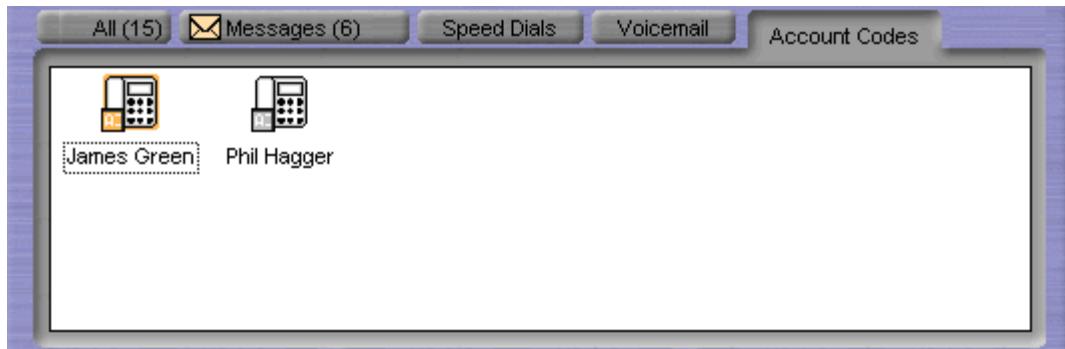 All (15)
Messages (6)
Speed Dials
Voicemail
Account Codes
James Green
Phil Hagger